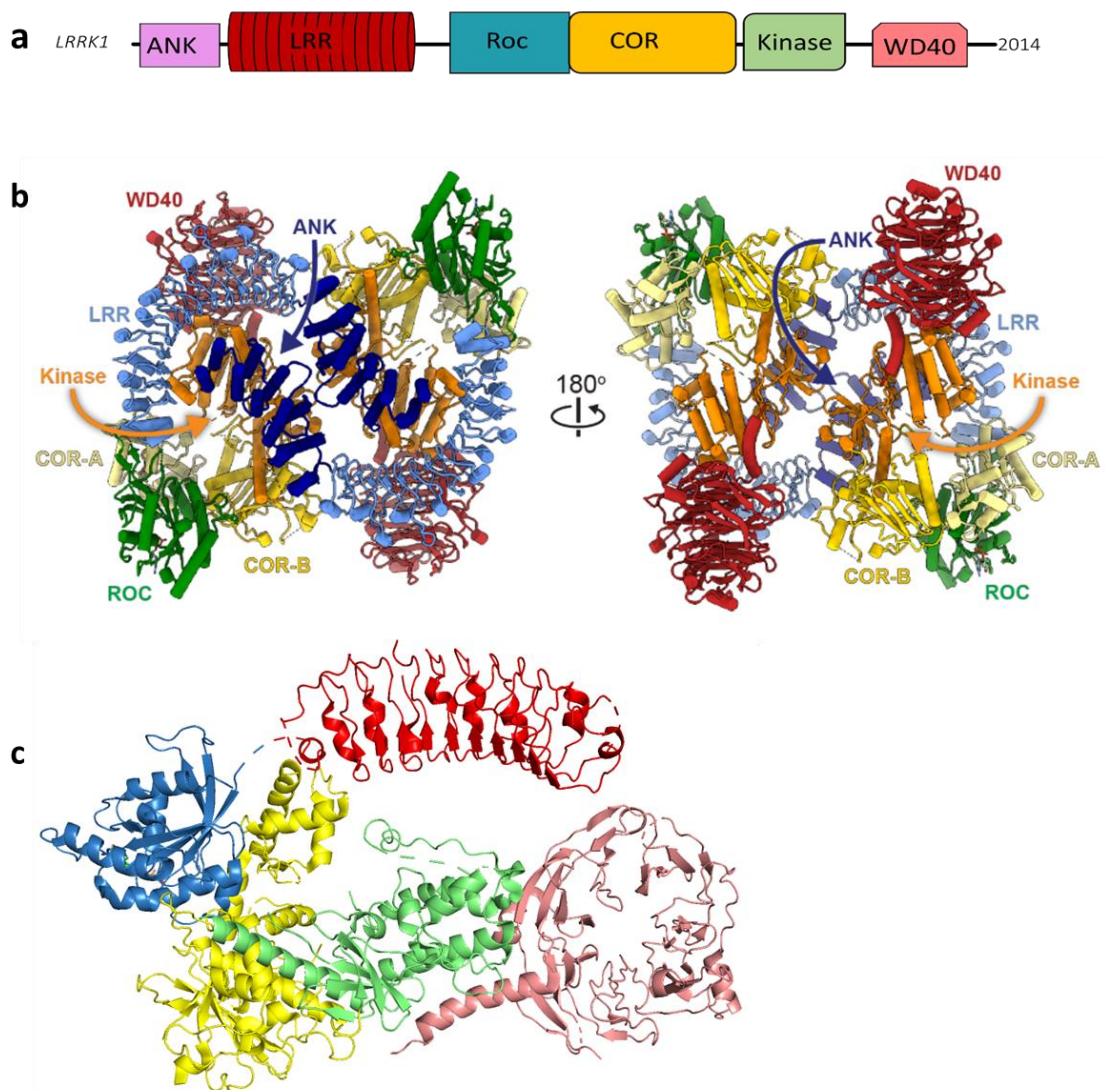 a LRRK1 ANK LRR Roc COR Kinase WD40 2014
b
WD40
ANK
LRR
Kinase
COR-A
COR-B
ROC
180º
WD40
ANK
LRR
Kinase
COR-A
COR-B
ROC
c